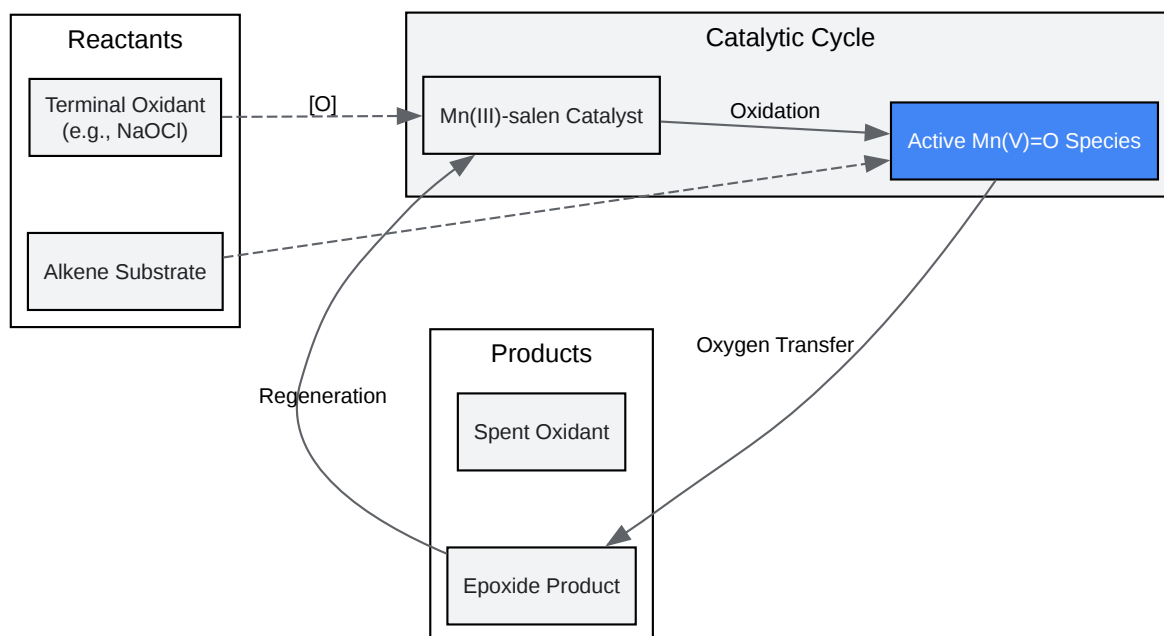 Reactants
Terminal Oxidant
(e.g., NaOCl)
Alkene Substrate
[O]
Catalytic Cycle
Mn(III)-salen Catalyst
Oxidation
Active Mn(V)=O Species
Oxygen Transfer
Regeneration
Products
Spent Oxidant
Epoxide Product